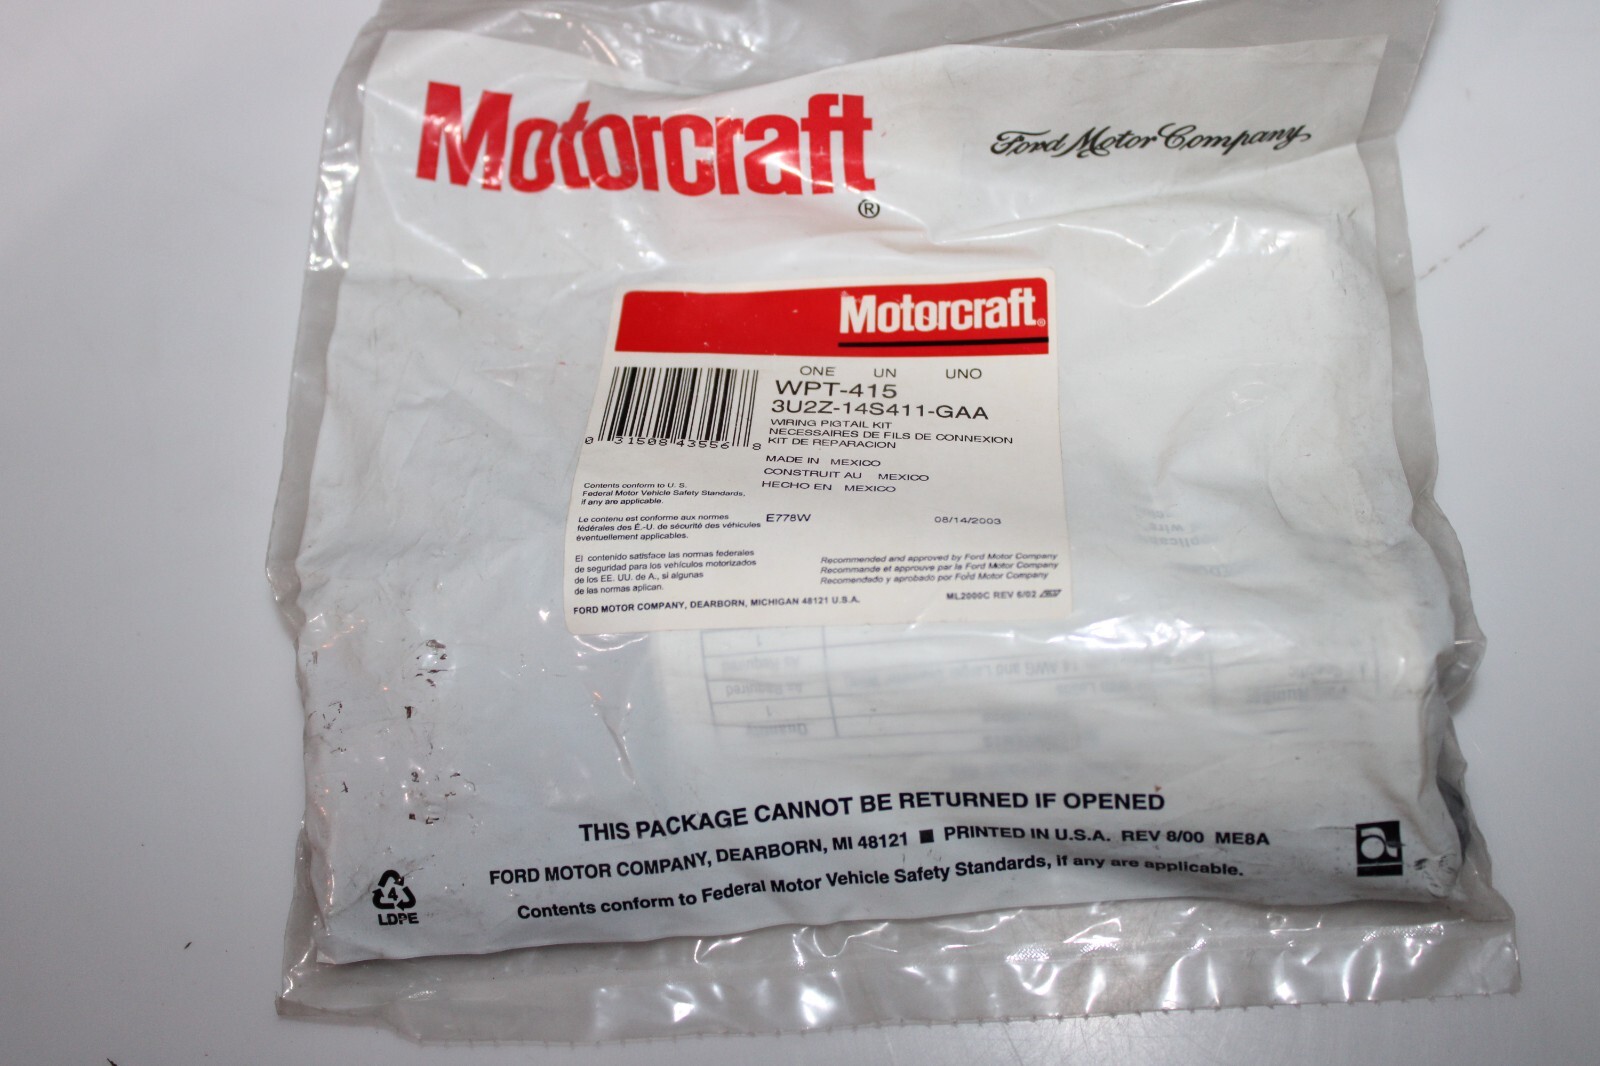 Motorcraft
®
Ford Motor Company
Motorcraft®
ONE UN UNO
WPT-415
3U2Z-14S411-GAA
WIRING PIGTAIL KIT
NECESSAIRES DE FILS DE CONNEXION
KIT DE REPARACION
0 31508 43556 8
MADE IN MEXICO
CONSTRUIT AU MEXICO
HECHO EN MEXICO
Contents conform to U. S.
Federal Motor Vehicle Safety Standards,
if any are applicable.
Le contenu est conforme aux normes
fédérales des É.-U. de sécurité des véhicules
éventuellement applicables.
E778W 08/14/2003
El contenido satisface las normas federales
de seguridad para los vehículos motorizados
de los EE. UU. de A., si algunas
de las normas aplican.
Recommended and approved by Ford Motor Company
Recommande et approuve par la Ford Motor Company
Recomendado y aprobado por Ford Motor Company
FORD MOTOR COMPANY, DEARBORN, MICHIGAN 48121 U.S.A.
ML2000C REV 6/02
As Required
1
Quantity
THIS PACKAGE CANNOT BE RETURNED IF OPENED
FORD MOTOR COMPANY, DEARBORN, MI 48121 ■ PRINTED IN U.S.A. REV 8/00 ME8A
Contents conform to Federal Motor Vehicle Safety Standards, if any are applicable.
4
LDPE
a